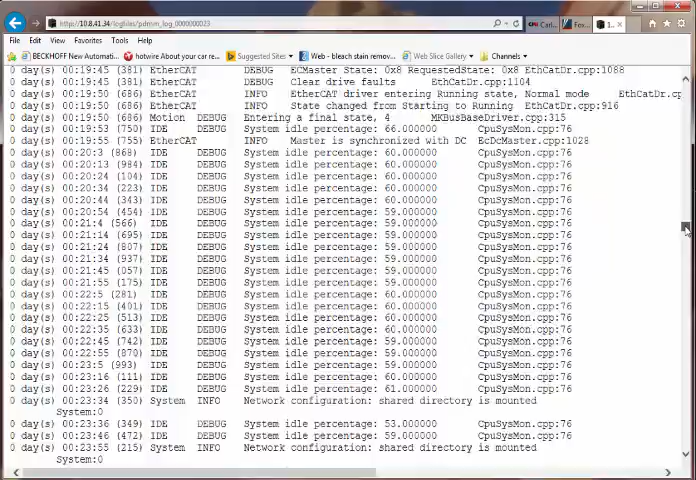 http://10.8.41.34/logfiles/pdmm_log_0000000023
Carl...
Fox...
1...
File Edit View Favorites Tools Help
BECKHOFF New Automati... hotwire About your car re... Suggested Sites Web - bleach stain remov... Web Slice Gallery Channels
0 day(s) 00:19:45 (381) EtherCAT DEBUG ECMaster State: 0x8 RequestedState: 0x8 EthCatDr.cpp:1088
0 day(s) 00:19:45 (381) EtherCAT DEBUG Clear drive faults EthCatDr.cpp:1104
0 day(s) 00:19:50 (686) EtherCAT INFO EtherCAT driver entering Running state, Normal mode EthCatDr.cp
0 day(s) 00:19:50 (686) EtherCAT INFO State changed from Starting to Running EthCatDr.cpp:916
0 day(s) 00:19:50 (686) Motion DEBUG Entering a final state, 4 MKBusBaseDriver.cpp:315
0 day(s) 00:19:53 (750) IDE DEBUG System idle percentage: 66.000000 CpuSysMon.cpp:76
0 day(s) 00:19:55 (755) EtherCAT INFO Master is synchronized with DC EcDcMaster.cpp:1028
0 day(s) 00:20:3 (868) IDE DEBUG System idle percentage: 60.000000 CpuSysMon.cpp:76
0 day(s) 00:20:13 (984) IDE DEBUG System idle percentage: 60.000000 CpuSysMon.cpp:76
0 day(s) 00:20:24 (104) IDE DEBUG System idle percentage: 60.000000 CpuSysMon.cpp:76
0 day(s) 00:20:34 (223) IDE DEBUG System idle percentage: 60.000000 CpuSysMon.cpp:76
0 day(s) 00:20:44 (343) IDE DEBUG System idle percentage: 60.000000 CpuSysMon.cpp:76
0 day(s) 00:20:54 (454) IDE DEBUG System idle percentage: 59.000000 CpuSysMon.cpp:76
0 day(s) 00:21:4 (566) IDE DEBUG System idle percentage: 59.000000 CpuSysMon.cpp:76
0 day(s) 00:21:14 (695) IDE DEBUG System idle percentage: 60.000000 CpuSysMon.cpp:76
0 day(s) 00:21:24 (807) IDE DEBUG System idle percentage: 60.000000 CpuSysMon.cpp:76
0 day(s) 00:21:34 (937) IDE DEBUG System idle percentage: 60.000000 CpuSysMon.cpp:76
0 day(s) 00:21:45 (057) IDE DEBUG System idle percentage: 59.000000 CpuSysMon.cpp:76
0 day(s) 00:21:55 (175) IDE DEBUG System idle percentage: 59.000000 CpuSysMon.cpp:76
0 day(s) 00:22:5 (281) IDE DEBUG System idle percentage: 60.000000 CpuSysMon.cpp:76
0 day(s) 00:22:15 (401) IDE DEBUG System idle percentage: 60.000000 CpuSysMon.cpp:76
0 day(s) 00:22:25 (513) IDE DEBUG System idle percentage: 60.000000 CpuSysMon.cpp:76
0 day(s) 00:22:35 (633) IDE DEBUG System idle percentage: 60.000000 CpuSysMon.cpp:76
0 day(s) 00:22:45 (742) IDE DEBUG System idle percentage: 59.000000 CpuSysMon.cpp:76
0 day(s) 00:22:55 (870) IDE DEBUG System idle percentage: 60.000000 CpuSysMon.cpp:76
0 day(s) 00:23:5 (993) IDE DEBUG System idle percentage: 59.000000 CpuSysMon.cpp:76
0 day(s) 00:23:16 (111) IDE DEBUG System idle percentage: 60.000000 CpuSysMon.cpp:76
0 day(s) 00:23:26 (229) IDE DEBUG System idle percentage: 61.000000 CpuSysMon.cpp:76
0 day(s) 00:23:34 (350) System INFO Network configuration: shared directory is mounted
System:0
0 day(s) 00:23:36 (349) IDE DEBUG System idle percentage: 53.000000 CpuSysMon.cpp:76
0 day(s) 00:23:46 (472) IDE DEBUG System idle percentage: 59.000000 CpuSysMon.cpp:76
0 day(s) 00:23:55 (215) System INFO Network configuration: shared directory is mounted
System:0